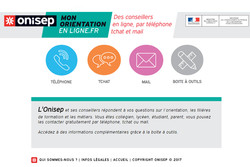 onisep
MON
ORIENTATION
EN LIGNE.FR
Des conseillers
en ligne, par téléphone
tchat et mail
TÉLÉPHONE
TCHAT
MAIL
BOITE À OUTILS
L'Onisep et ses conseillers répondent à vos questions sur l'orientation, les filières
de formation et les métiers. Vous êtes collégien, lycéen, étudiant, parent, vous pouvez
les contacter gratuitement par téléphone, tchat ou mail.
Accédez à des informations complémentaires grâce à la boîte à outils.
QUI SOMMES-NOUS ? | INFOS LÉGALES | ACCUEIL | COPYRIGHT ONISEP © 2017